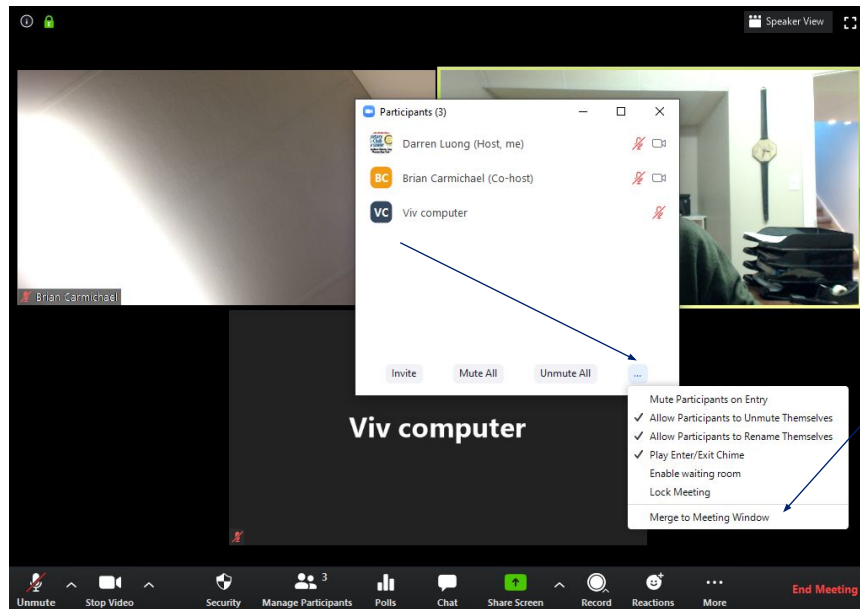 Speaker View
Participants (3)
Darren Luong (Host, me)
BC Brian Carmichael (Co-host)
VC Viv computer
Brian Carmichael
Invite Mute All Unmute All ...
Mute Participants on Entry
✓ Allow Participants to Unmute Themselves
✓ Allow Participants to Rename Themselves
✓ Play Enter/Exit Chime
Enable waiting room
Lock Meeting
Merge to Meeting Window
Viv computer
3
Unmute Stop Video Security Manage Participants Polls Chat Share Screen Record Reactions More End Meeting